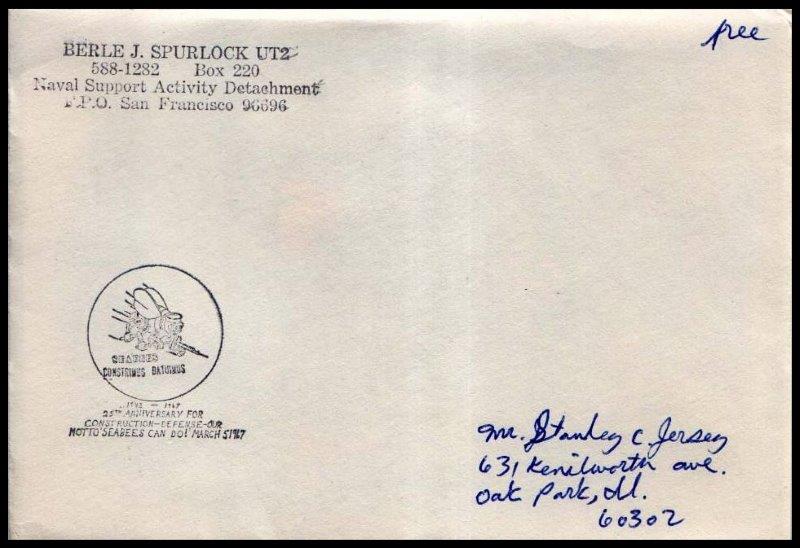 BERLE J. SPURLOCK UT2
588-1282 Box 220
Naval Support Activity Detachment
F.P.O. San Francisco 96696
free
SEABEES
CONSTRIMUS BATUIMUS
1942 — 1967
25TH ANNIVERSARY FOR
CONSTRUCTION-DEFENSE-OUR
MOTTO'SEABEES CAN DO! MARCH 5/1967
Mr. Stanley C. Jersey
631 Kenilworth ave.
Oak Park, Ill.
60302